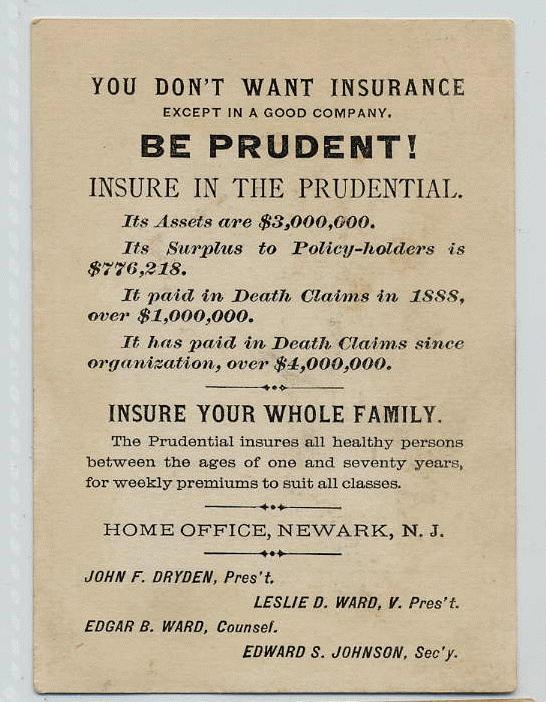 YOU DON'T WANT INSURANCE
EXCEPT IN A GOOD COMPANY.
BE PRUDENT!
INSURE IN THE PRUDENTIAL.
Its Assets are $3,000,000.
Its Surplus to Policy-holders is
$776,218.
It paid in Death Claims in 1888,
over $1,000,000.
It has paid in Death Claims since
organization, over $4,000,000.
INSURE YOUR WHOLE FAMILY.
The Prudential insures all healthy persons
between the ages of one and seventy years,
for weekly premiums to suit all classes.
HOME OFFICE, NEWARK, N. J.
JOHN F. DRYDEN, Pres't.
LESLIE D. WARD, V. Pres't.
EDGAR B. WARD, Counsel.
EDWARD S. JOHNSON, Sec'y.